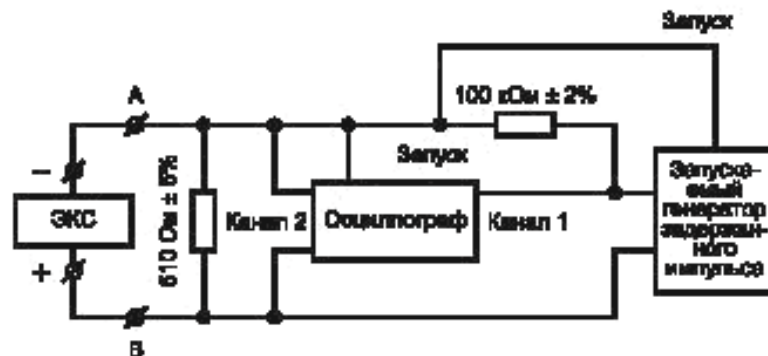 Запуск
А
100 кОм ± 2%
Запуск
−
ЭКС
610 Ом ± 5%
Канал 2
Осциллограф
Канал 1
Запускае-
мый
генератор
задержан-
ного
импульса
+
В